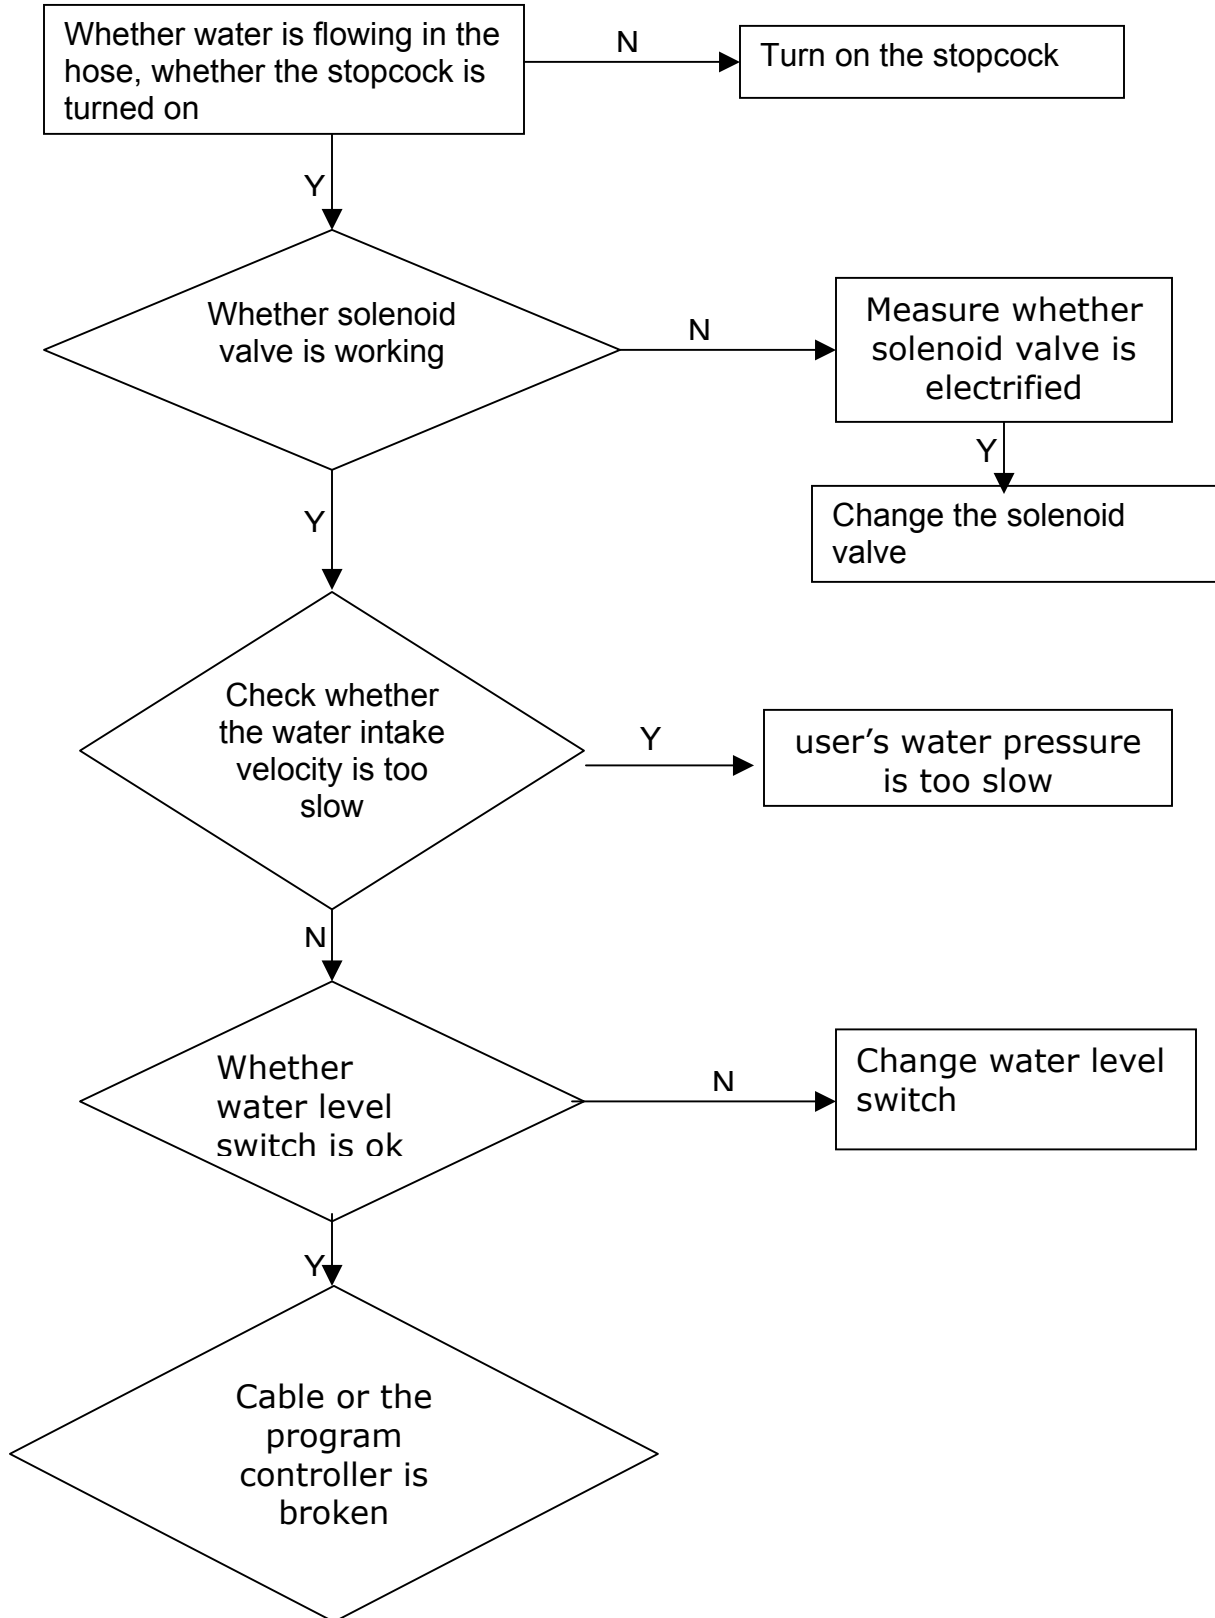 Whether water is flowing in the
hose, whether the stopcock is
turned on
N
Turn on the stopcock
Y
Whether solenoid
valve is working
N
Measure whether
solenoid valve is
electrified
Y
Change the solenoid
valve
Y
Check whether
the water intake
velocity is too
slow
Y
user’s water pressure
is too slow
N
Whether
water level
switch is ok
N
Change water level
switch
Y
Cable or the
program
controller is
broken